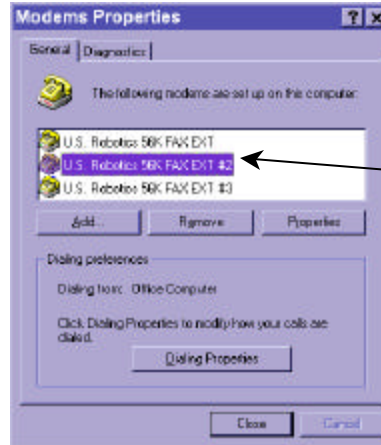 Modems Properties
General Diagnostics
The following modems are set up on this computer:
U.S. Robotics 56K FAX EXT
U.S. Robotics 56K FAX EXT #2
U.S. Robotics 56K FAX EXT #3
Add... Remove Properties
Dialing preferences
Dialing from: Office Computer
Click Dialing Properties to modify how your calls are
dialed.
Dialing Properties
Close Cancel